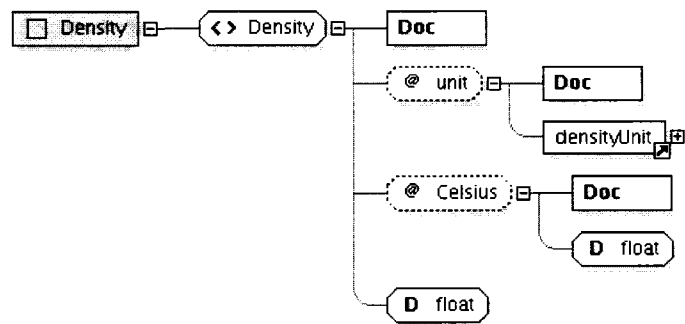 Density <> Density Doc
@ unit Doc
densityUnit
@ Celsius Doc
D float
D float